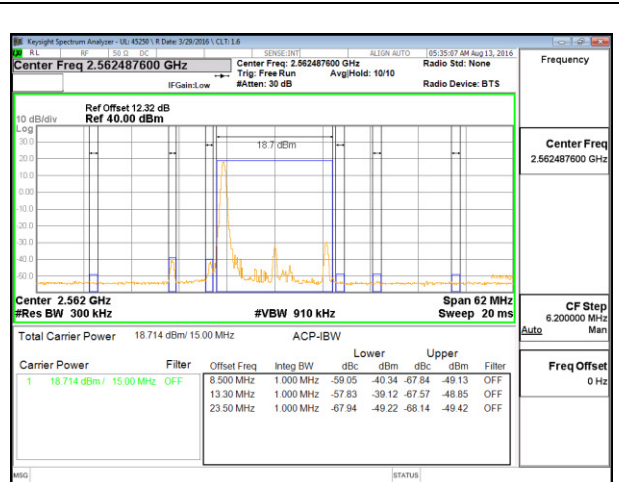 Keysight Spectrum Analyzer - UL: 45250 \ R Date: 3/29/2016 \ CLT: 1.6
RL RF 50 Ω DC SENSE:INT ALIGN AUTO 05:35:07 AM Aug 13, 2016
Center Freq 2.562487600 GHz Center Freq: 2.562487600 GHz Radio Std: None Frequency
Trig: Free Run Avg|Hold: 10/10
IFGain:Low #Atten: 30 dB Radio Device: BTS
Ref Offset 12.32 dB
10 dB/div Ref 40.00 dBm
Log
30.0
18.7 dBm
20.0
10.0
0.00
-10.0
-20.0
-30.0
-40.0
-50.0
Center Freq
2.562487600 GHz
Center 2.562 GHz Span 62 MHz
#Res BW 300 kHz #VBW 910 kHz Sweep 20 ms
CF Step
6.200000 MHz
Auto Man
Total Carrier Power 18.714 dBm/ 15.00 MHz ACP-IBW
Lower Upper
Carrier Power Filter Offset Freq Integ BW dBc dBm dBc dBm Filter
1 18.714 dBm / 15.00 MHz OFF 8.500 MHz 1.000 MHz -59.05 -40.34 -67.84 -49.13 OFF
13.30 MHz 1.000 MHz -57.83 -39.12 -67.57 -48.85 OFF
23.50 MHz 1.000 MHz -67.94 -49.22 -68.14 -49.42 OFF
Freq Offset
0 Hz
MSG STATUS